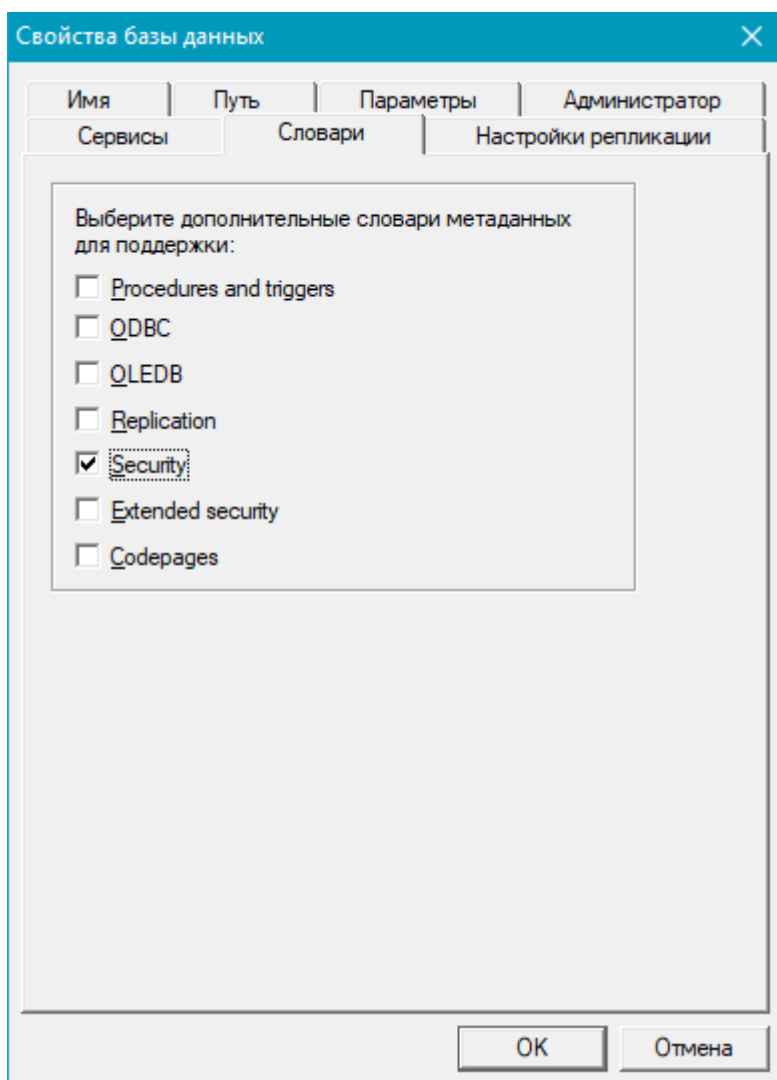 Свойства базы данных
Имя Путь Параметры Администратор
Сервисы Словари Настройки репликации
Выберите дополнительные словари метаданных
для поддержки:
Procedures and triggers
ODBC
OLEDB
Replication
Security
Extended security
Codepages
OK Отмена